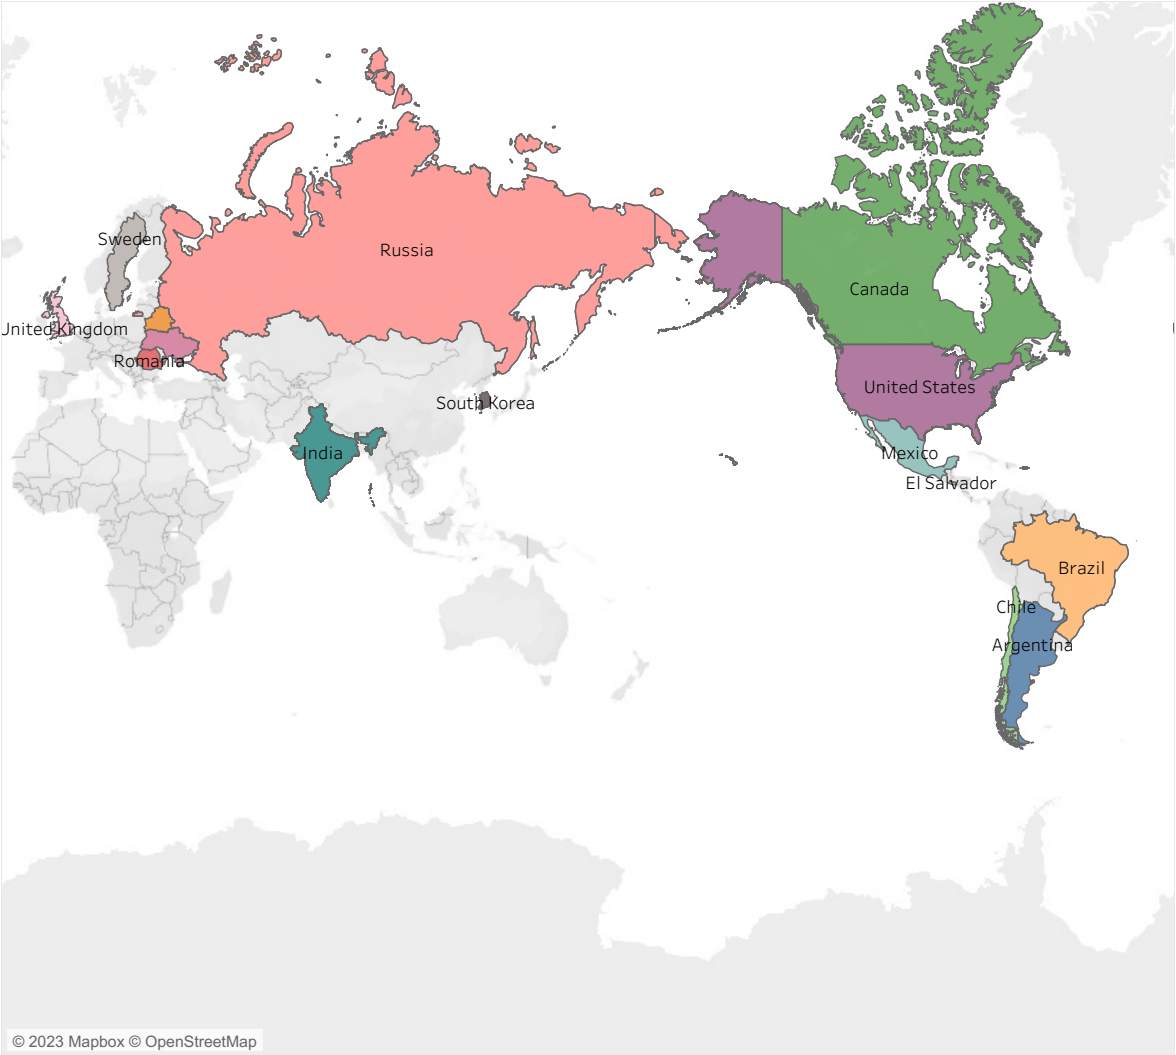 Sweden
Russia
Canada
United Kingdom
Romania
United States
South Korea
India
Mexico
El Salvador
Brazil
Chile
Argentina
© 2023 Mapbox © OpenStreetMap